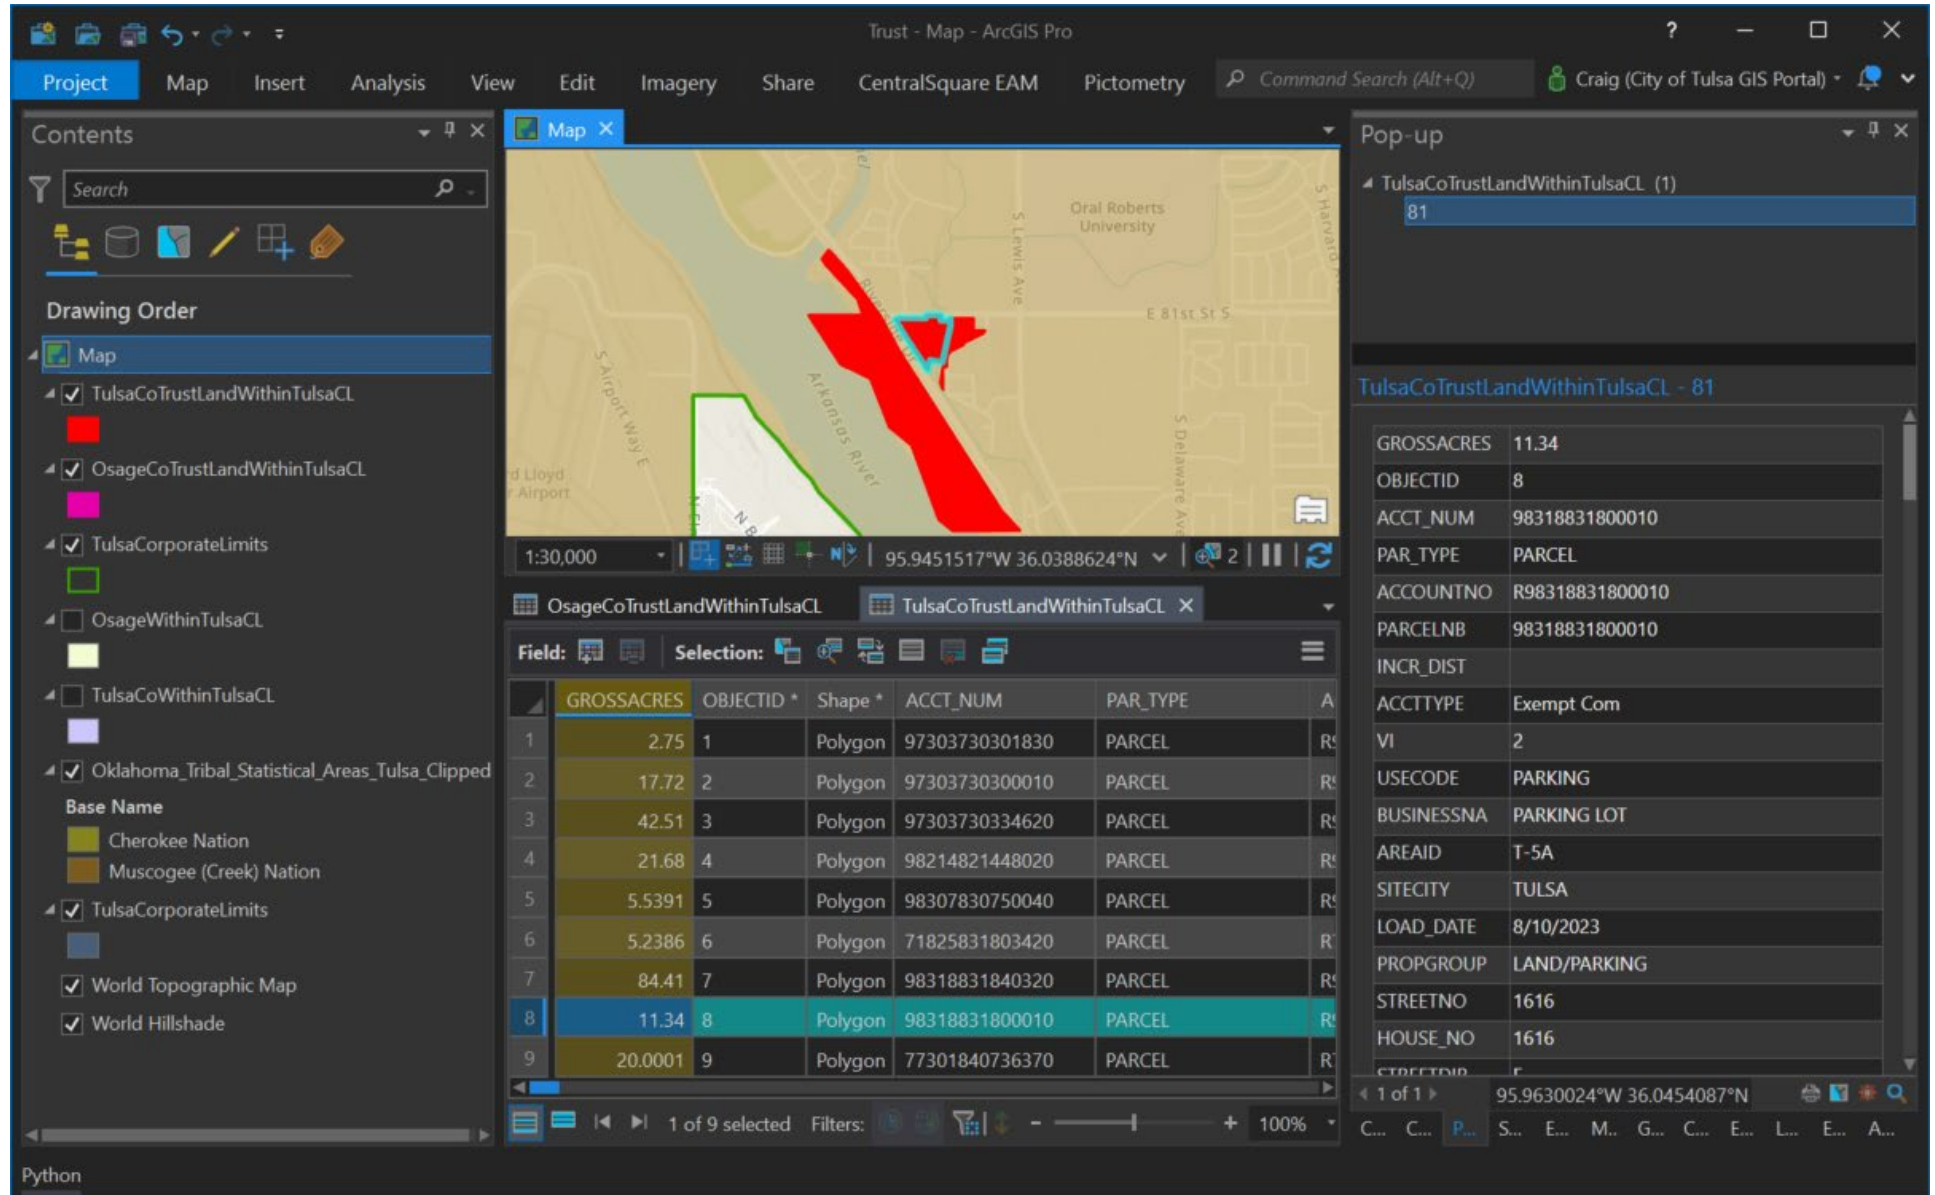 Trust - Map - ArcGIS Pro
?
Project Map Insert Analysis View Edit Imagery Share CentralSquare EAM Pictometry Command Search (Alt+Q) Craig (City of Tulsa GIS Portal)
Contents
Search
Drawing Order
Map
TulsaCoTrustLandWithinTulsaCL
OsageCoTrustLandWithinTulsaCL
TulsaCorporateLimits
OsageWithinTulsaCL
TulsaCoWithinTulsaCL
Oklahoma_Tribal_Statistical_Areas_Tulsa_Clipped
Base Name
Cherokee Nation
Muscogee (Creek) Nation
TulsaCorporateLimits
World Topographic Map
World Hillshade
Python
Map
Oral Roberts
University
S Lewis Ave
S Harvard
E 81st St S
Riverside Dr
S Airport Way E
Arkansas River
S Delaware Ave
rd Lloyd
r Airport
1:30,000
95.9451517°W 36.0388624°N
2
OsageCoTrustLandWithinTulsaCL TulsaCoTrustLandWithinTulsaCL
Field: Selection:
GROSSACRES OBJECTID * Shape * ACCT_NUM PAR_TYPE A
1 2.75 1 Polygon 97303730301830 PARCEL
2 17.72 2 Polygon 97303730300010 PARCEL
3 42.51 3 Polygon 97303730334620 PARCEL
4 21.68 4 Polygon 98214821448020 PARCEL
5 5.5391 5 Polygon 98307830750040 PARCEL
6 5.2386 6 Polygon 71825831803420 PARCEL
7 84.41 7 Polygon 98318831840320 PARCEL
8 11.34 8 Polygon 98318831800010 PARCEL
9 20.0001 9 Polygon 77301840736370 PARCEL
1 of 9 selected Filters: - + 100%
Pop-up
TulsaCoTrustLandWithinTulsaCL (1)
81
TulsaCoTrustLandWithinTulsaCL - 81
GROSSACRES 11.34
OBJECTID 8
ACCT_NUM 98318831800010
PAR_TYPE PARCEL
ACCOUNTNO R98318831800010
PARCELNB 98318831800010
INCR_DIST
ACCTTYPE Exempt Com
VI 2
USECODE PARKING
BUSINESSNA PARKING LOT
AREAID T-5A
SITECITY TULSA
LOAD_DATE 8/10/2023
PROPGROUP LAND/PARKING
STREETNO 1616
HOUSE_NO 1616
STREETDIR E
1 of 1 95.9630024°W 36.0454087°N
C... C... P... S... E... M.. G... C... E... L... E... A...